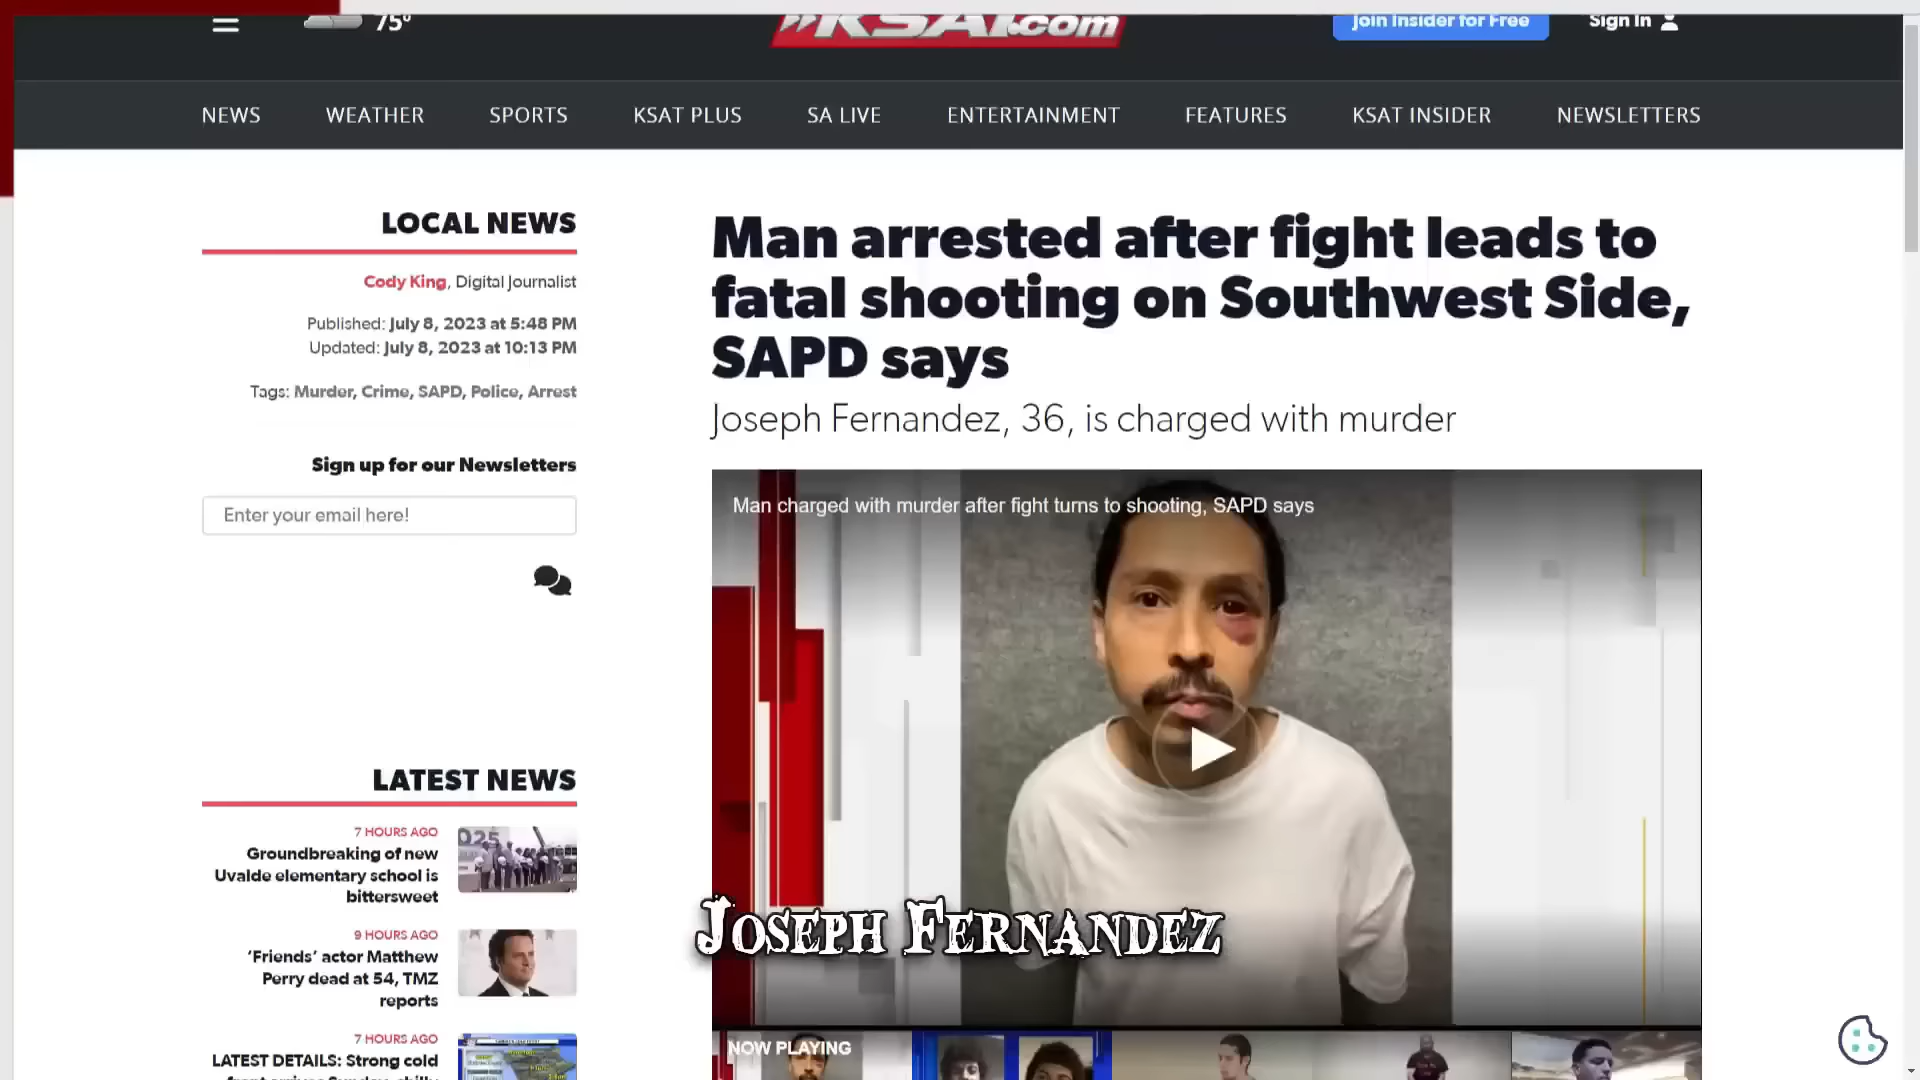 75°
KSAT.com
Join Insider for Free
Sign In
NEWS
WEATHER
SPORTS
KSAT PLUS
SA LIVE
ENTERTAINMENT
FEATURES
KSAT INSIDER
NEWSLETTERS
LOCAL NEWS
Cody King, Digital Journalist
Published: July 8, 2023 at 5:48 PM
Updated: July 8, 2023 at 10:13 PM
Tags: Murder, Crime, SAPD, Police, Arrest
Sign up for our Newsletters
Enter your email here!
LATEST NEWS
7 HOURS AGO
Groundbreaking of new
Uvalde elementary school is
bittersweet
9 HOURS AGO
‘Friends’ actor Matthew
Perry dead at 54, TMZ
reports
7 HOURS AGO
LATEST DETAILS: Strong cold
Man arrested after fight leads to
fatal shooting on Southwest Side,
SAPD says
Joseph Fernandez, 36, is charged with murder
Man charged with murder after fight turns to shooting, SAPD says
Joseph Fernandez
NOW PLAYING